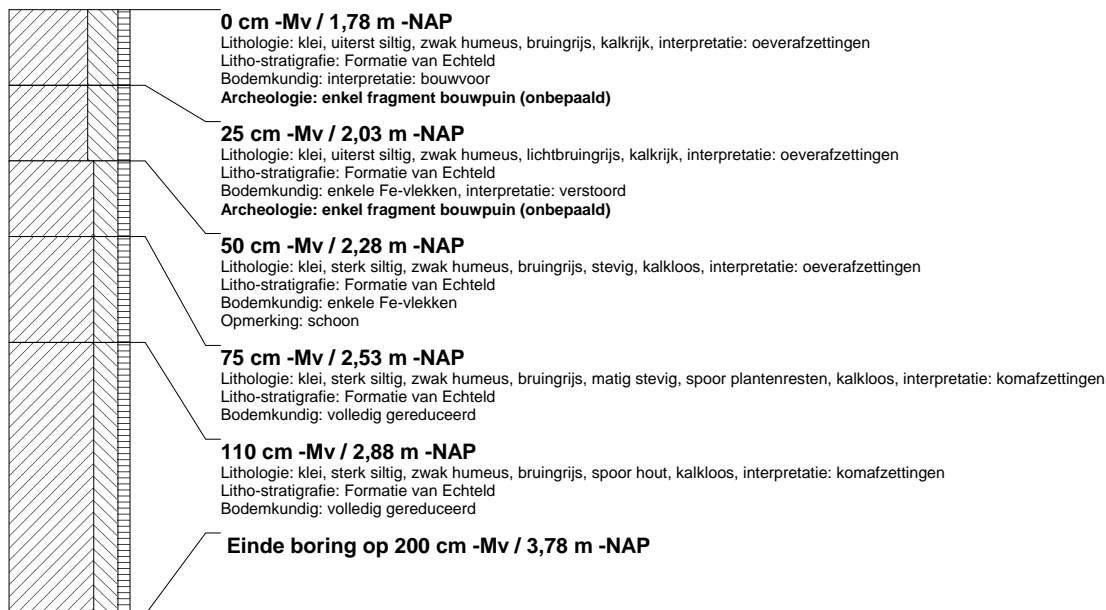 0 cm -Mv / 1,78 m -NAP
Lithologie: klei, uiterst siltig, zwak humeus, bruingrijs, kalkrijk, interpretatie: oeverafzettingen
Litho-stratigrafie: Formatie van Echteld
Bodemkundig: interpretatie: bouwvoor
Archeologie: enkel fragment bouwpuin (onbepaald)
25 cm -Mv / 2,03 m -NAP
Lithologie: klei, uiterst siltig, zwak humeus, lichtbruingrijs, kalkrijk, interpretatie: oeverafzettingen
Litho-stratigrafie: Formatie van Echteld
Bodemkundig: enkele Fe-vlekken, interpretatie: verstoord
Archeologie: enkel fragment bouwpuin (onbepaald)
50 cm -Mv / 2,28 m -NAP
Lithologie: klei, sterk siltig, zwak humeus, bruingrijs, stevig, kalkloos, interpretatie: oeverafzettingen
Litho-stratigrafie: Formatie van Echteld
Bodemkundig: enkele Fe-vlekken
Opmerking: schoon
75 cm -Mv / 2,53 m -NAP
Lithologie: klei, sterk siltig, zwak humeus, bruingrijs, matig stevig, spoor plantenresten, kalkloos, interpretatie: komafzettingen
Litho-stratigrafie: Formatie van Echteld
Bodemkundig: volledig gereduceerd
110 cm -Mv / 2,88 m -NAP
Lithologie: klei, sterk siltig, zwak humeus, bruingrijs, spoor hout, kalkloos, interpretatie: komafzettingen
Litho-stratigrafie: Formatie van Echteld
Bodemkundig: volledig gereduceerd
Einde boring op 200 cm -Mv / 3,78 m -NAP